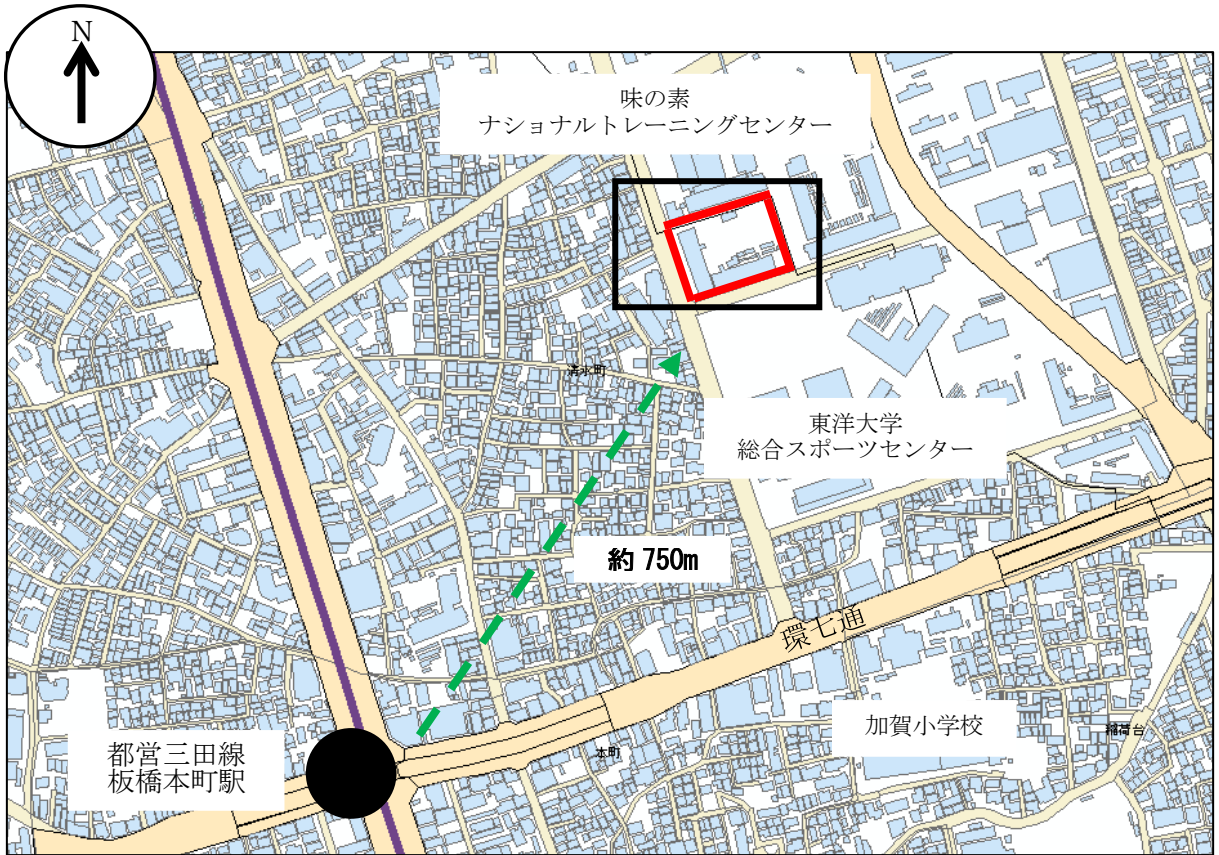 N
味の素
ナショナルトレーニングセンター
清水町
東洋大学
総合スポーツセンター
約 750m
環七通
加賀小学校
稲荷台
都営三田線
板橋本町駅
本町